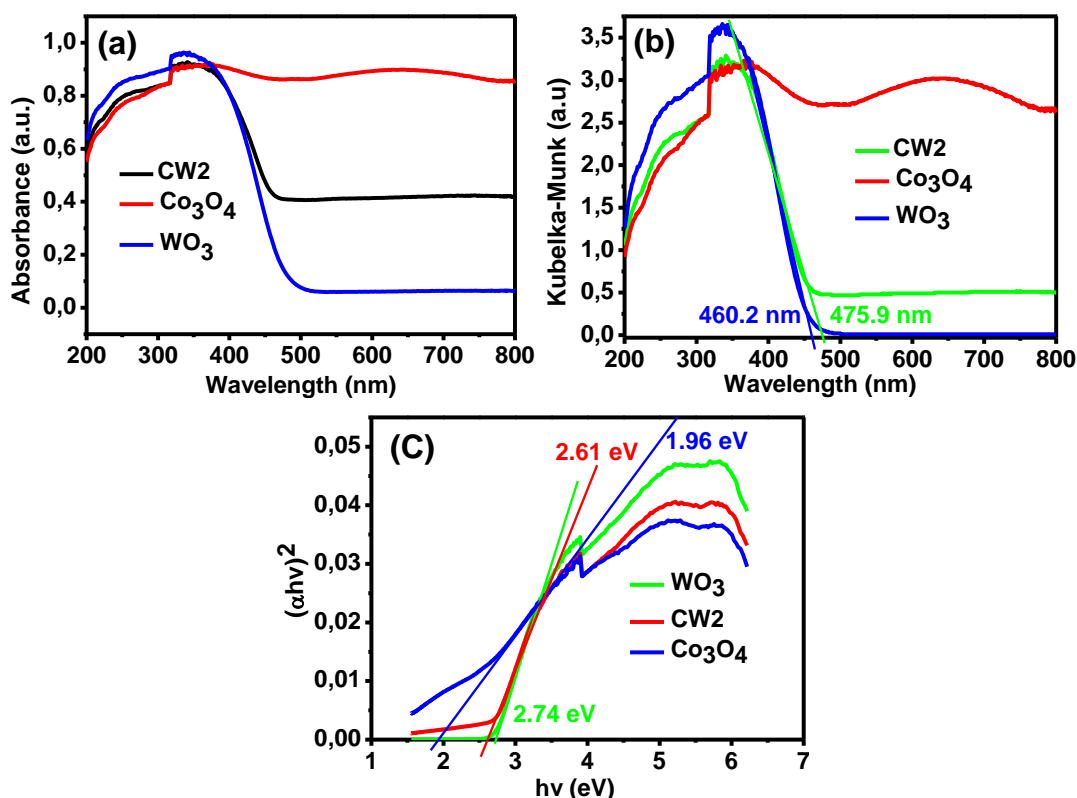 (a)
Absorbance (a.u.)
1,0
0,8
0,6
0,4
0,2
0,0
CW2
Co3O4
WO3
200 300 400 500 600 700 800
Wavelength (nm)
(b)
Kubelka-Munk (a.u)
3,5
3,0
2,5
2,0
1,5
1,0
0,5
0,0
CW2
Co3O4
WO3
460.2 nm
475.9 nm
200 300 400 500 600 700 800
Wavelength (nm)
(C)
(αhν)2
0,05
0,04
0,03
0,02
0,01
0,00
2.61 eV
1.96 eV
WO3
CW2
Co3O4
2.74 eV
1 2 3 4 5 6 7
hν (eV)